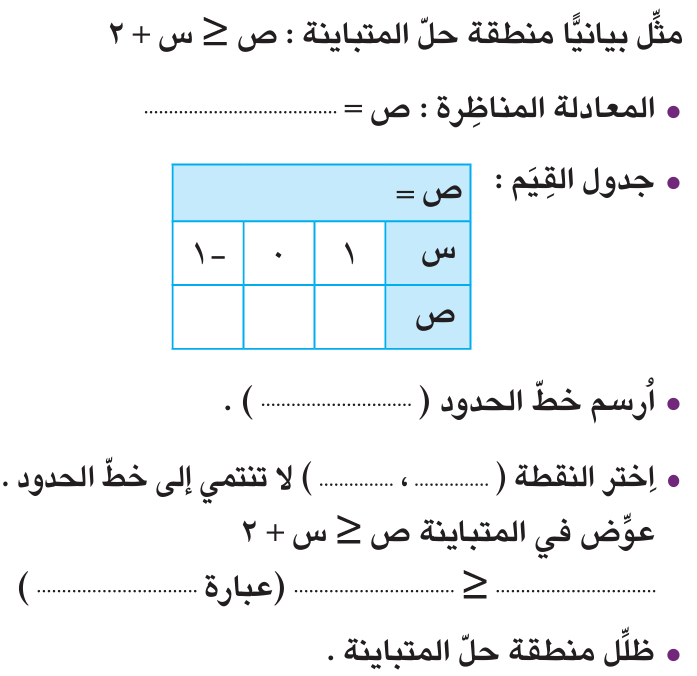 مثِّل بيانيًّا منطقة حلّ المتباينة : ص ≤ س + ٢
• المعادلة المناظِرة : ص = ..............................
• جدول القِيَم :
ص =
س ١ ٠ -١
ص
• اُرسم خطّ الحدود ( .............................. ) .
• اِختر النقطة ( ............... ، ............... ) لا تنتمي إلى خطّ الحدود .
عوِّض في المتباينة ص ≤ س + ٢
.............................. ≤ .............................. (عبارة .............................. )
• ظلِّل منطقة حلّ المتباينة .